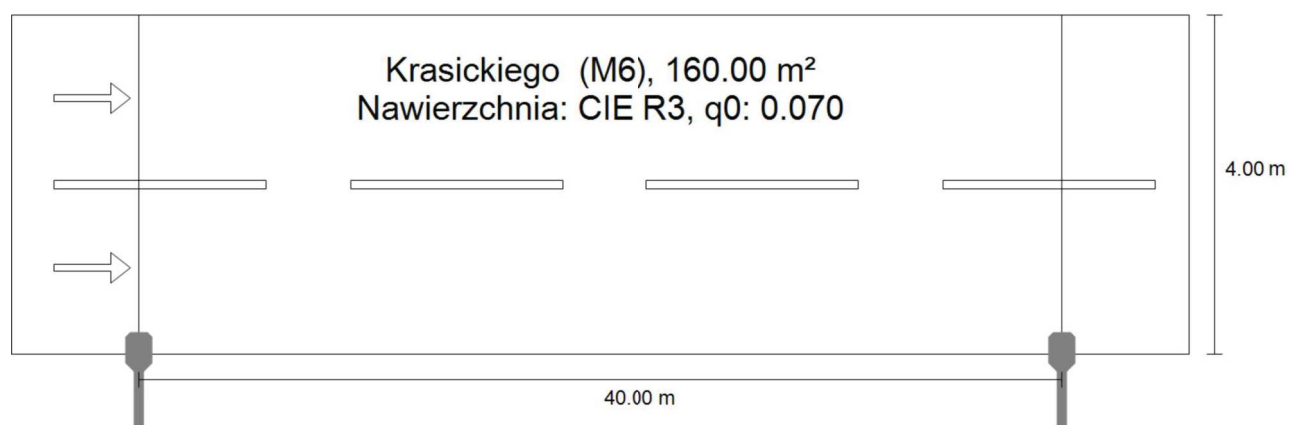 Krasickiego (M6), 160.00 m²
Nawierzchnia: CIE R3, q0: 0.070
4.00 m
40.00 m